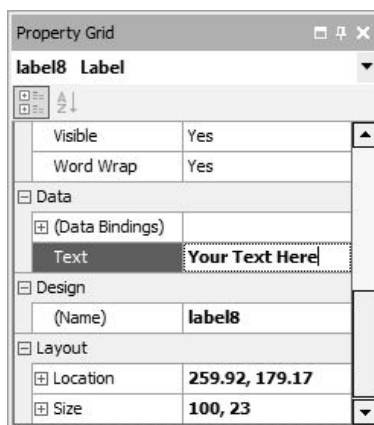 Property Grid
label8 Label
Visible Yes
Word Wrap Yes
Data
(Data Bindings)
Text Your Text Here
Design
(Name) label8
Layout
Location 259.92, 179.17
Size 100, 23